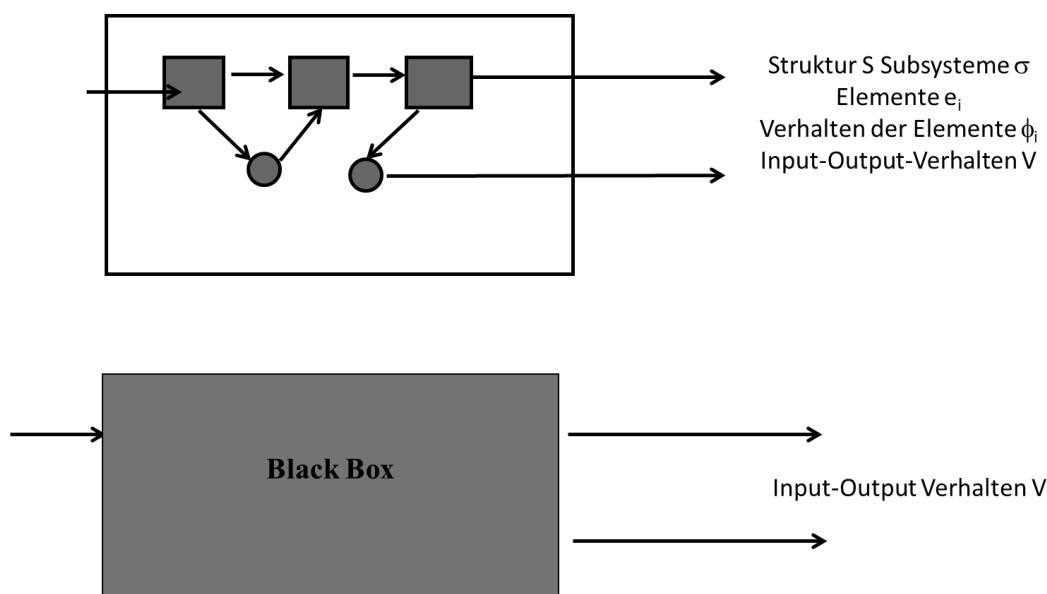 Struktur S Subsysteme σ
Elemente eᵢ
Verhalten der Elemente ϕᵢ
Input-Output-Verhalten V
Black Box
Input-Output Verhalten V